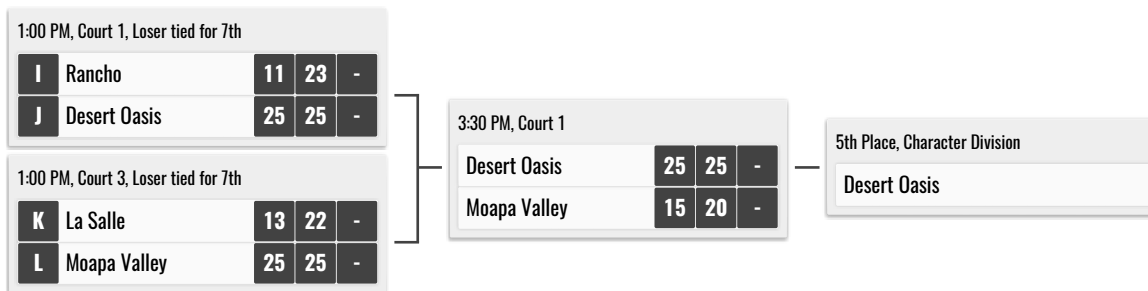 1:00 PM, Court 1, Loser tied for 7th
I Rancho 11 23 -
J Desert Oasis 25 25 -
1:00 PM, Court 3, Loser tied for 7th
K La Salle 13 22 -
L Moapa Valley 25 25 -
3:30 PM, Court 1
Desert Oasis 25 25 -
Moapa Valley 15 20 -
5th Place, Character Division
Desert Oasis